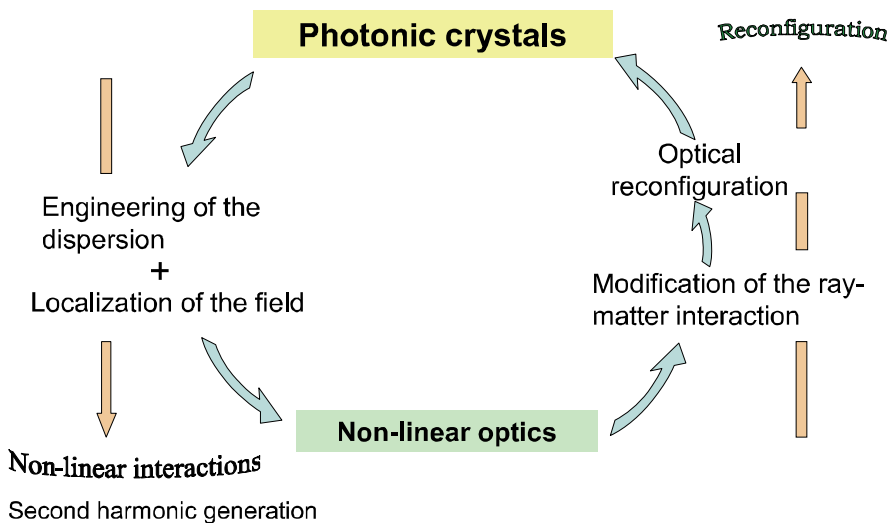 Photonic crystals
Reconfiguration
Optical
reconfiguration
Engineering of the
dispersion
+
Localization of the field
Modification of the ray-
matter interaction
Non-linear optics
Non-linear interactions
Second harmonic generation